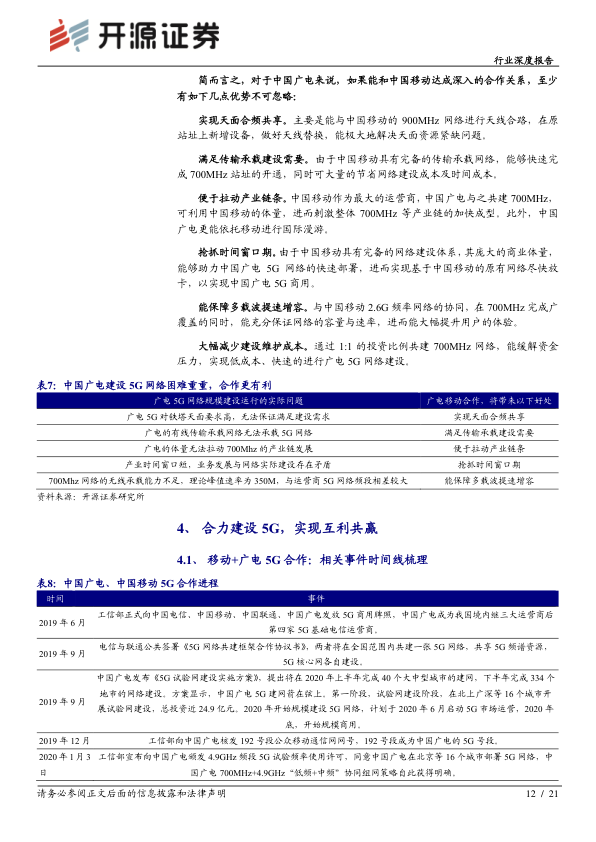 开源证券
行业深度报告
简而言之，对于中国广电来说，如果能和中国移动达成深入的合作关系，至少
有如下几点优势不可忽略：
实现天面合频共享。主要是能与中国移动的 900MHz 网络进行天线合路，在原
站址上新增设备，做好天线替换，能极大地解决天面资源紧缺问题。
满足传输承载建设需要。由于中国移动具有完备的传输承载网络，能够快速完
成 700MHz 站址的开通，同时可大量的节省网络建设成本及时间成本。
便于拉动产业链条。中国移动作为最大的运营商，中国广电与之共建 700MHz，
可利用中国移动的体量，进而刺激整体 700MHz 等产业链的加快成型。此外，中国
广电更能依托移动进行国际漫游。
抢抓时间窗口期。由于中国移动具有完备的网络建设体系，其庞大的商业体量，
能够助力中国广电 5G 网络的快速部署，进而实现基于中国移动的原有网络尽快放
卡，以实现中国广电 5G 商用。
能保障多载波提速增容。与中国移动 2.6G 频率网络的协同，在 700MHz 完成广
覆盖的同时，能充分保证网络的容量与速率，进而能大幅提升用户的体验。
大幅减少建设维护成本。通过 1:1 的投资比例共建 700MHz 网络，能缓解资金
压力，实现低成本、快速的进行广电 5G 网络建设。
表7：中国广电建设 5G 网络困难重重，合作更有利
广电 5G 网络规模建设运行的实际问题 广电移动合作，将带来以下好处
广电 5G 对铁塔天面要求高，无法保证满足建设需求 实现天面合频共享
广电的有线传输承载网络无法承载 5G 网络 满足传输承载建设需要
广电的体量无法拉动 700Mhz 的产业链发展 便于拉动产业链条
产业时间窗口短，业务发展与网络实际建设存在矛盾 抢抓时间窗口期
700Mhz 网络的无线承载能力不足，理论峰值速率为 350M，与运营商 5G 网络频段相差较大 能保障多载波提速增容
资料来源：开源证券研究所
4、 合力建设 5G，实现互利共赢
4.1、 移动+广电 5G 合作：相关事件时间线梳理
表8：中国广电、中国移动 5G 合作进程
时间 事件
2019 年 6 月 工信部正式向中国电信、中国移动、中国联通、中国广电发放 5G 商用牌照，中国广电成为我国境内继三大运营商后
第四家 5G 基础电信运营商。
2019 年 9 月 电信与联通公共签署《5G 网络共建框架合作协议书》，两者将在全国范围内共建一张 5G 网络，共享 5G 频谱资源，
5G 核心网各自建设。
2019 年 9 月 中国广电发布《5G 试验网建设实施方案》，提出将在 2020 年上半年完成 40 个大中型城市的建网，下半年完成 334 个
地市的网络建设。方案显示，中国广电 5G 建网箭在弦上。第一阶段，试验网建设阶段，在北上广深等 16 个城市开
展试验网建设，总投资近 24.9 亿元。2020 年开始规模建设 5G 网络，计划于 2020 年 6 月启动 5G 市场运营，2020 年
底，开始规模商用。
2019 年 12 月 工信部向中国广电核发 192 号段公众移动通信网网号，192 号段成为中国广电的 5G 号段。
2020 年 1 月 3
日 工信部宣布向中国广电颁发 4.9GHz 频段 5G 试验频率使用许可，同意中国广电在北京等 16 个城市部署 5G 网络，中
国广电 700MHz+4.9GHz“低频+中频”协同组网策略自此获得明确。
请务必参阅正文后面的信息披露和法律声明 12 / 21